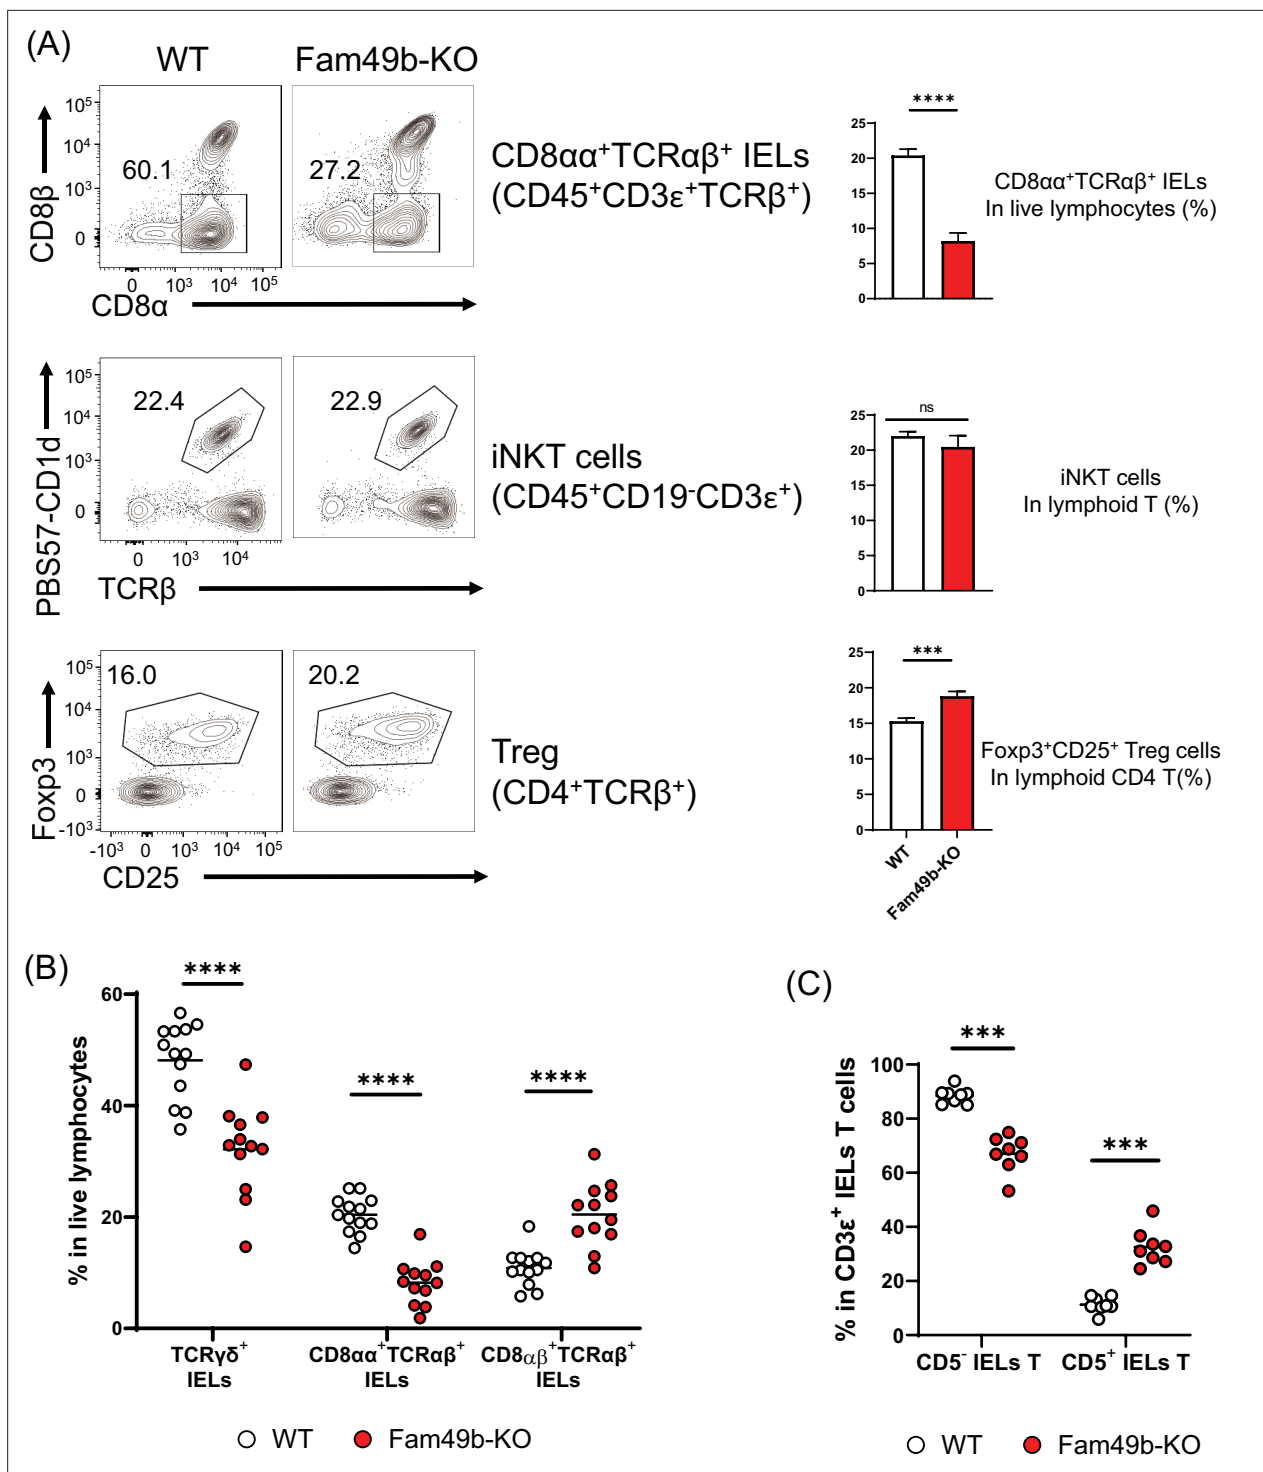 (A)
WT
Fam49b-KO
CD8β
10⁵
10⁴
10³
0
60.1
27.2
0 10³ 10⁴ 10⁵
CD8α
CD8αα⁺TCRαβ⁺ IELs
(CD45⁺CD3ε⁺TCRβ⁺)
****
25
20
15
10
5
0
CD8αα⁺TCRαβ⁺ IELs
In live lymphocytes (%)
PBS57-CD1d
10⁵
10⁴
10³
0
22.4
22.9
0 10³ 10⁴
TCRβ
iNKT cells
(CD45⁺CD19⁻CD3ε⁺)
ns
25
20
15
10
5
0
iNKT cells
In lymphoid T (%)
Foxp3
10⁵
10⁴
10³
0
-10³
16.0
20.2
-10³ 0 10³ 10⁴ 10⁵
CD25
Treg
(CD4⁺TCRβ⁺)
***
25
20
15
10
5
0
WT
Fam49b-KO
Foxp3⁺CD25⁺ Treg cells
In lymphoid CD4 T(%)
(B)
% in live lymphocytes
60
40
20
0
****
****
****
TCRγδ⁺
IELs
CD8αα⁺TCRαβ⁺
IELs
CD8αβ⁺TCRαβ⁺
IELs
WT
Fam49b-KO
(C)
% in CD3ε⁺ IELs T cells
100
80
60
40
20
0
***
***
CD5⁻ IELs T
CD5⁺ IELs T
WT
Fam49b-KO